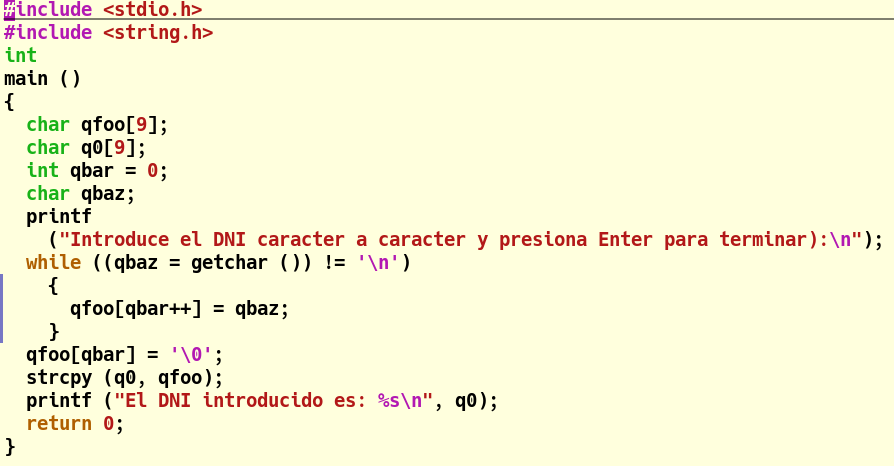 #include <stdio.h>
#include <string.h>
int
main ()
{
  char qfoo[9];
  char q0[9];
  int qbar = 0;
  char qbaz;
  printf
    ("Introduce el DNI caracter a caracter y presiona Enter para terminar):\n");
  while ((qbaz = getchar ()) != '\n')
    {
      qfoo[qbar++] = qbaz;
    }
  qfoo[qbar] = '\0';
  strcpy (q0, qfoo);
  printf ("El DNI introducido es: %s\n", q0);
  return 0;
}